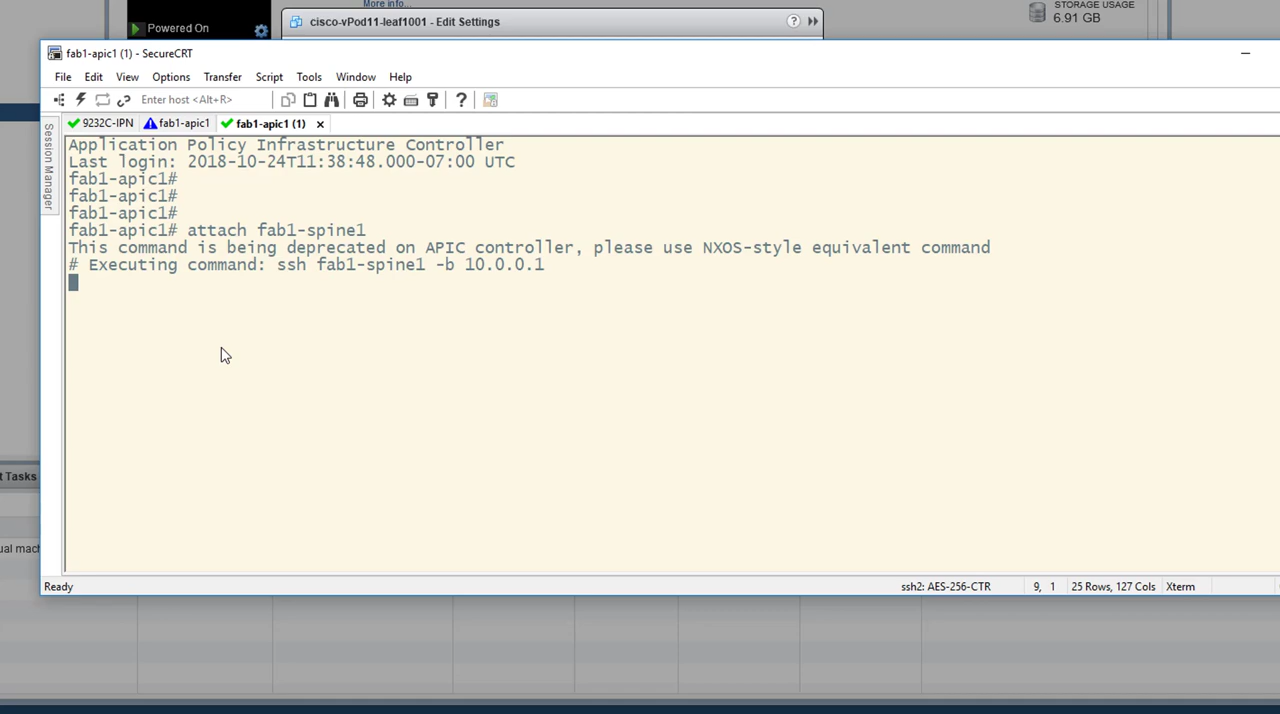 More info...
STORAGE USAGE
6.91 GB
Powered On
cisco-vPod11-leaf1001 - Edit Settings
fab1-apic1 (1) - SecureCRT
File Edit View Options Transfer Script Tools Window Help
Enter host <Alt+R>
9232C-IPN fab1-apic1 fab1-apic1 (1)
Session Manager
Application Policy Infrastructure Controller
Last login: 2018-10-24T11:38:48.000-07:00 UTC
fab1-apic1#
fab1-apic1#
fab1-apic1#
fab1-apic1# attach fab1-spine1
This command is being deprecated on APIC controller, please use NXOS-style equivalent command
# Executing command: ssh fab1-spine1 -b 10.0.0.1
t Tasks
ual mach
Ready ssh2: AES-256-CTR 9, 1 25 Rows, 127 Cols Xterm